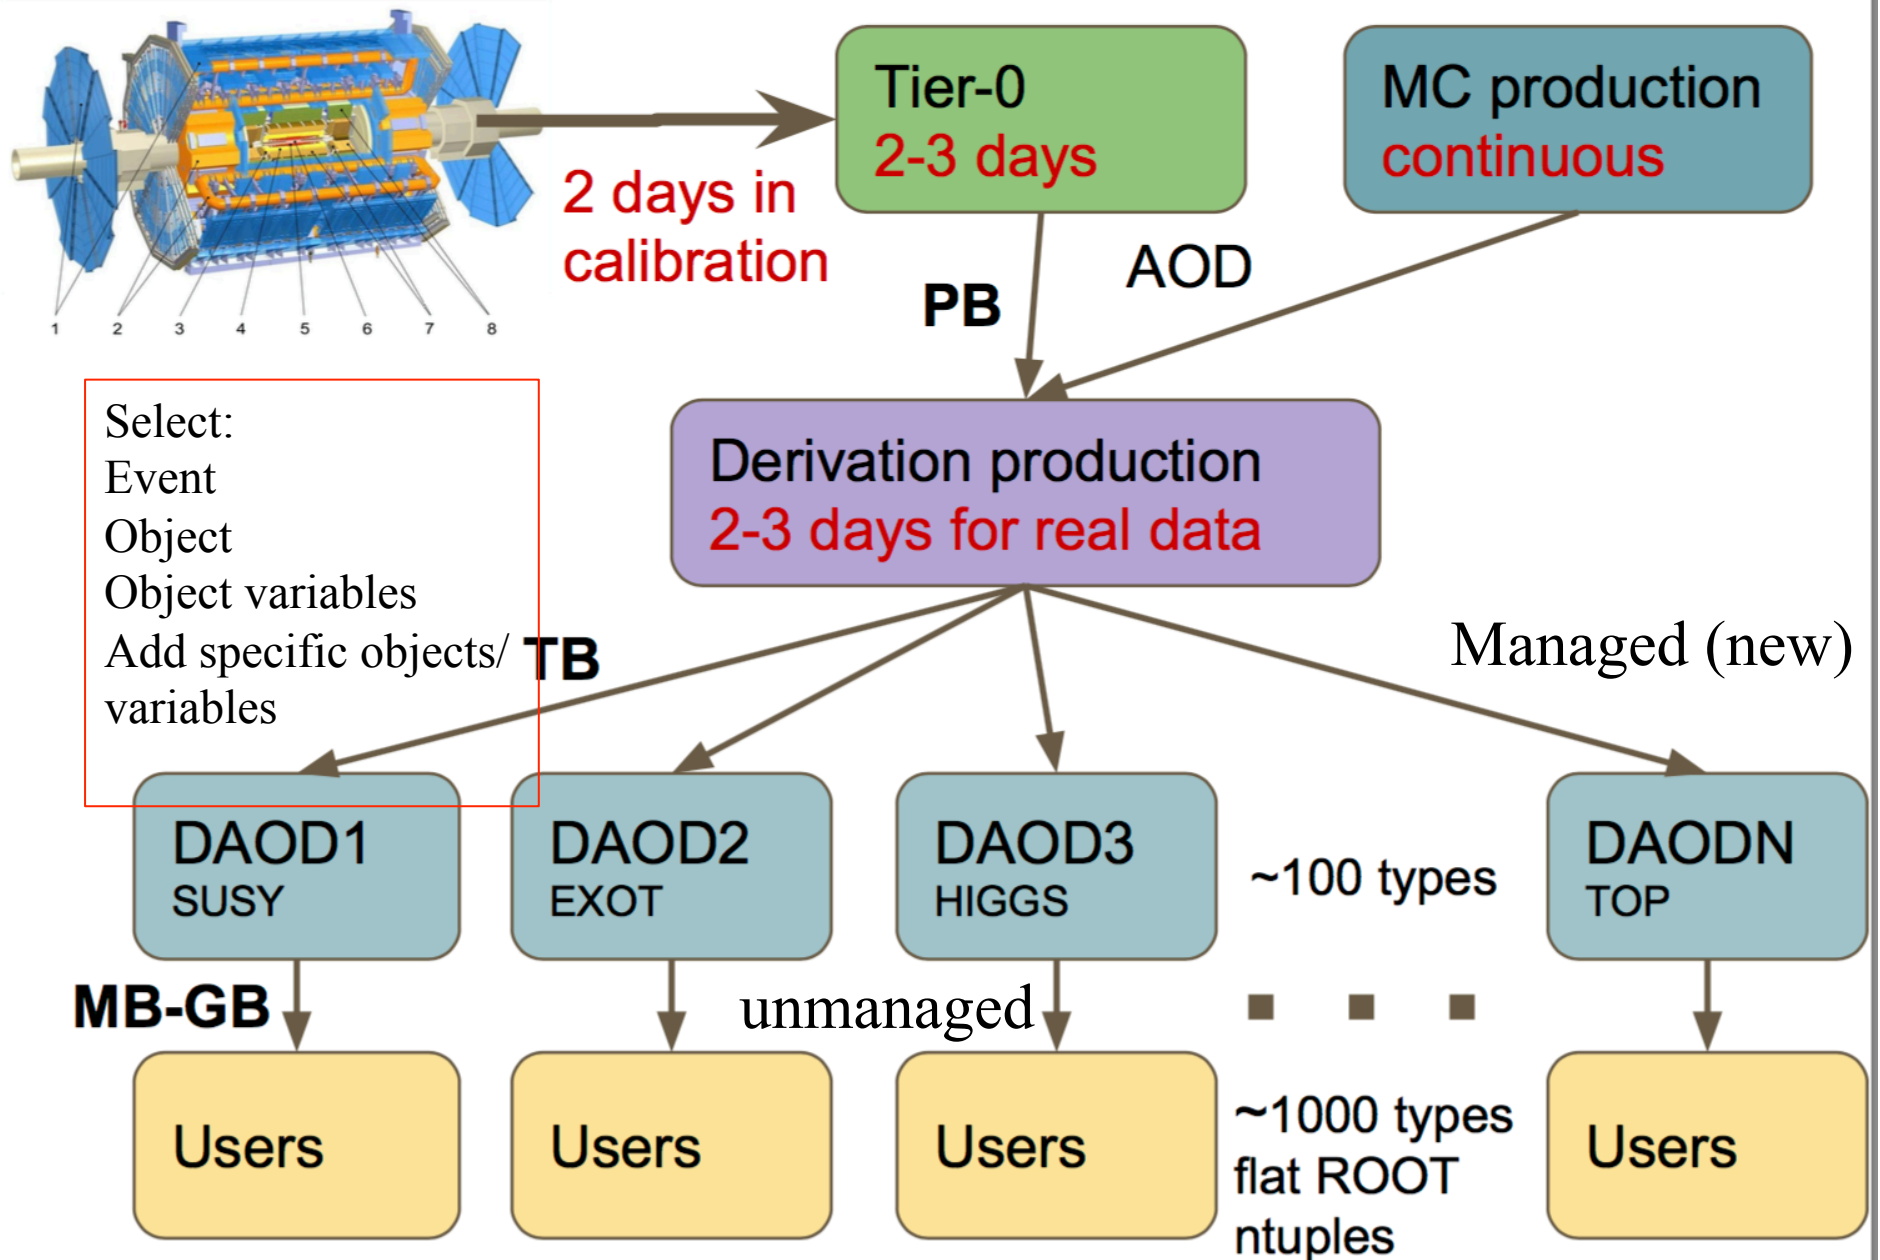 Tier-0
2-3 days
MC production
continuous
2 days in
calibration
1 2 3 4 5 6 7 8
PB
AOD
Select:
Event
Object
Object variables
Add specific objects/
variables
Derivation production
2-3 days for real data
TB
Managed (new)
DAOD1
SUSY
DAOD2
EXOT
DAOD3
HIGGS
~100 types
DAODN
TOP
MB-GB
unmanaged
Users
Users
Users
~1000 types
flat ROOT
ntuples
Users